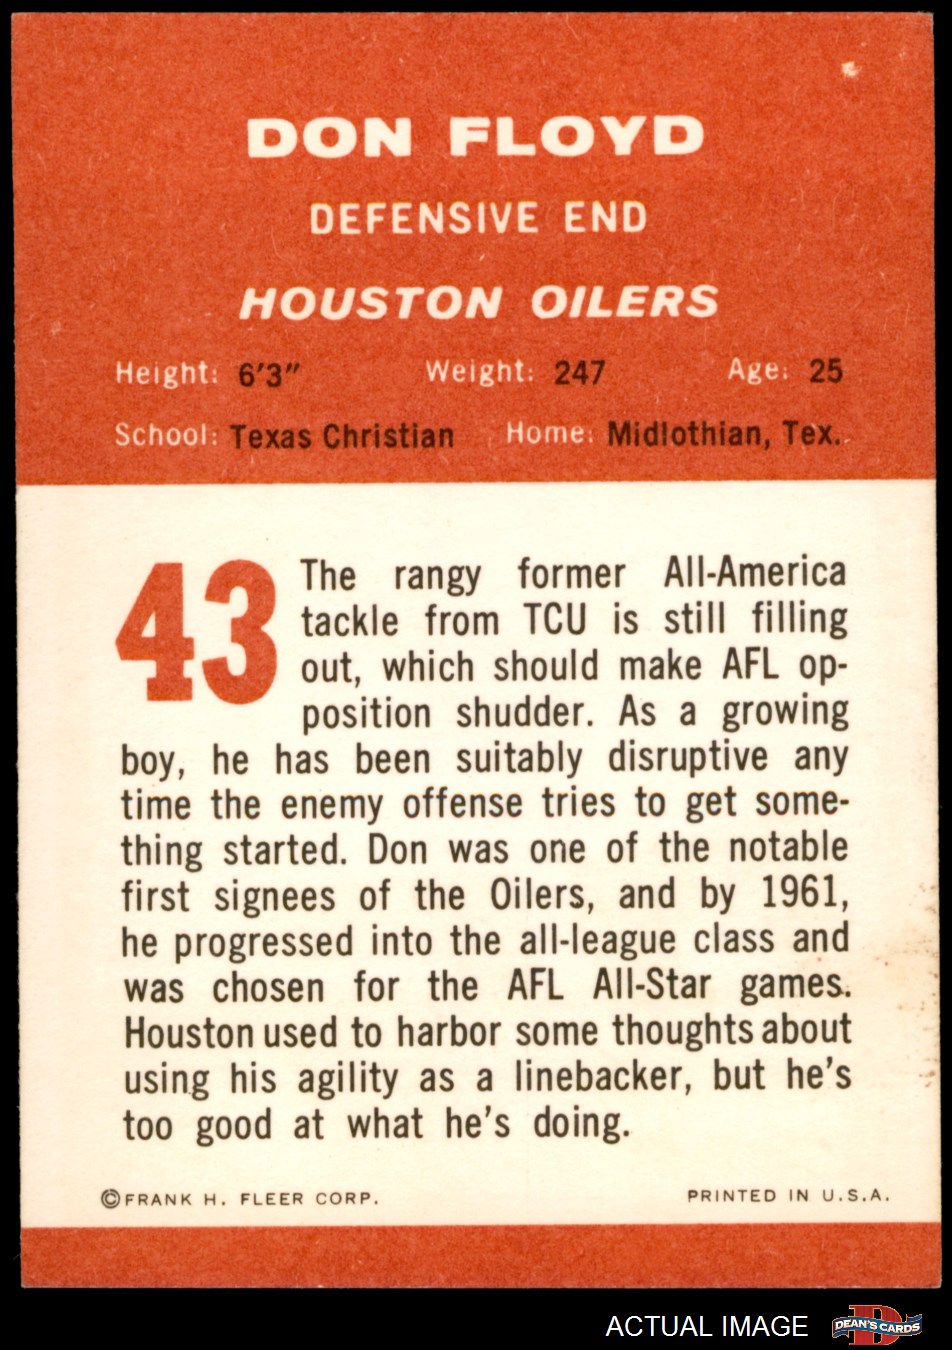 DON FLOYD
DEFENSIVE END
HOUSTON OILERS
Height: 6'3" Weight: 247 Age: 25
School: Texas Christian Home: Midlothian, Tex.
43
The rangy former All-America
tackle from TCU is still filling
out, which should make AFL op-
position shudder. As a growing
boy, he has been suitably disruptive any
time the enemy offense tries to get some-
thing started. Don was one of the notable
first signees of the Oilers, and by 1961,
he progressed into the all-league class and
was chosen for the AFL All-Star games.
Houston used to harbor some thoughts about
using his agility as a linebacker, but he's
too good at what he's doing.
©FRANK H. FLEER CORP. PRINTED IN U.S.A.
ACTUAL IMAGE D DEAN'S CARDS